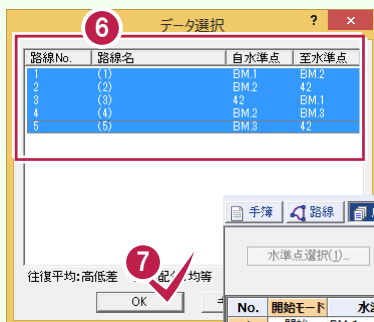 6
データ選択 ? ×
路線No. 路線名 自水準点 至水準点
1 (1) BM.1 BM.2
2 (2) BM.2 42
3 (3) 42 BM.1
4 (4) BM.2 BM.3
5 (5) BM.3 42
手簿 路線
水準点選択(1)...
7
往復平均:高低差 配分:均等
OK
No. 開始モード